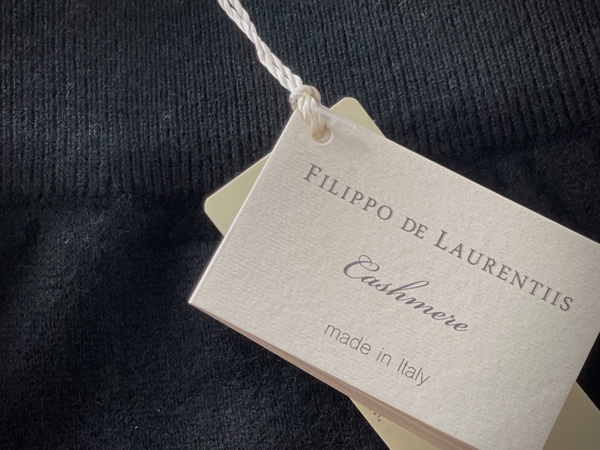 FILIPPO DE LAURENTIIS
Cashmere
made in Italy